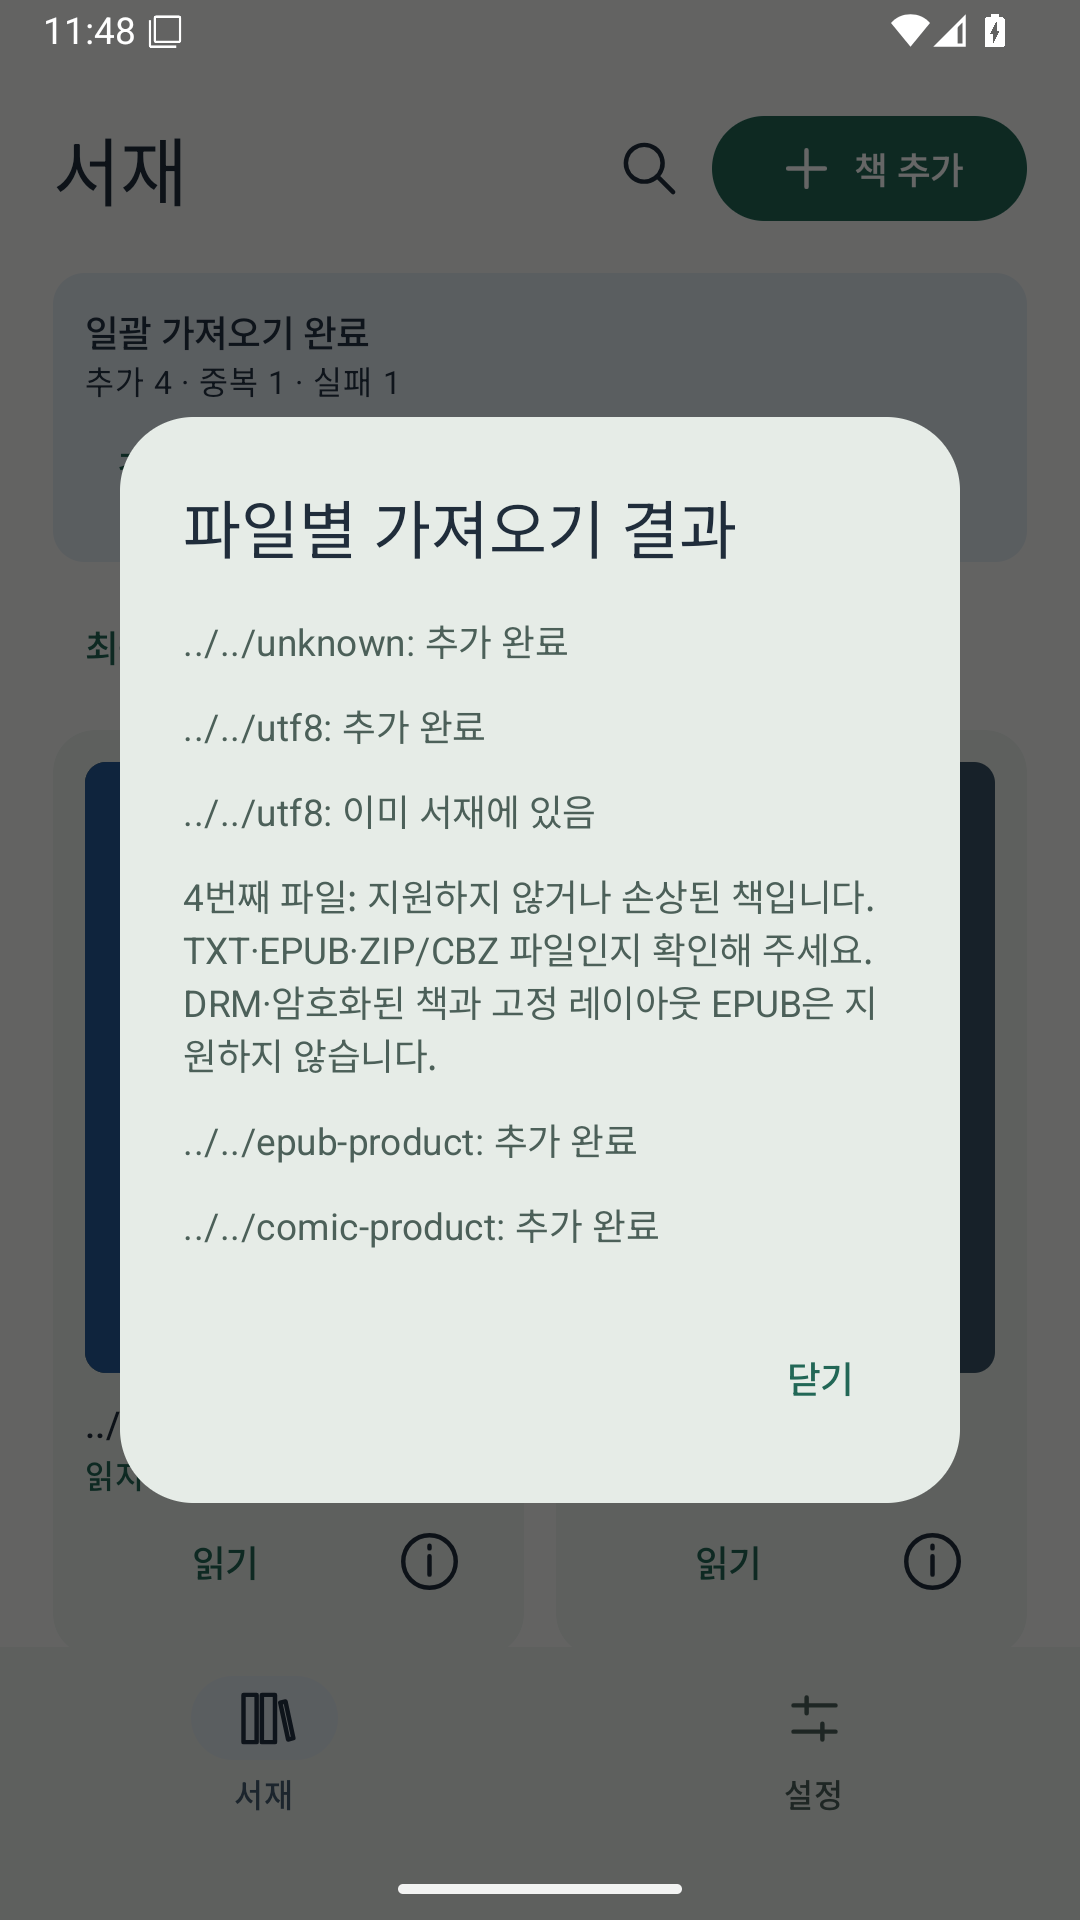 11:48
서재
책 추가
일괄 가져오기 완료
추가 4 · 중복 1 · 실패 1
파일별 가져오기 결과
../../unknown: 추가 완료
../../utf8: 추가 완료
../../utf8: 이미 서재에 있음
4번째 파일: 지원하지 않거나 손상된 책입니다.
TXT·EPUB·ZIP/CBZ 파일인지 확인해 주세요.
DRM·암호화된 책과 고정 레이아웃 EPUB은 지
원하지 않습니다.
../../epub-product: 추가 완료
../../comic-product: 추가 완료
닫기
최
../
읽기
읽기
서재
설정